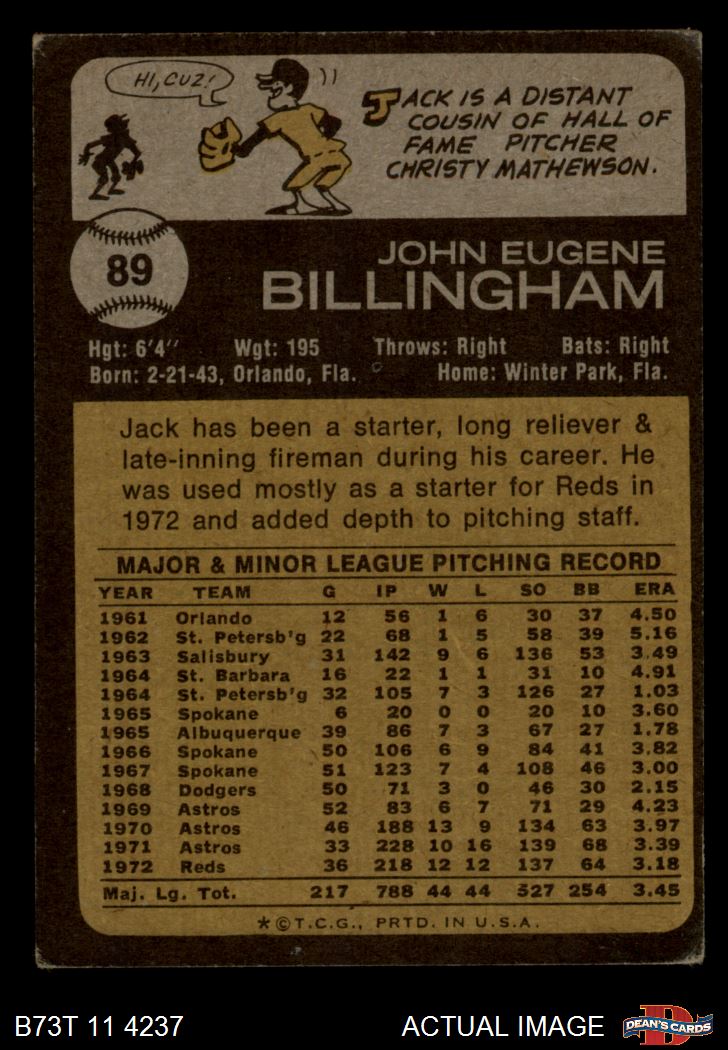 HI, CUZ!
JACK IS A DISTANT
COUSIN OF HALL OF
FAME PITCHER
CHRISTY MATHEWSON.
89
JOHN EUGENE
BILLINGHAM
Hgt: 6'4" Wgt: 195 Throws: Right Bats: Right
Born: 2-21-43, Orlando, Fla. Home: Winter Park, Fla.
Jack has been a starter, long reliever &
late-inning fireman during his career. He
was used mostly as a starter for Reds in
1972 and added depth to pitching staff.
MAJOR & MINOR LEAGUE PITCHING RECORD
YEAR TEAM G IP W L SO BB ERA
1961 Orlando 12 56 1 6 30 37 4.50
1962 St. Petersb'g 22 68 1 5 58 39 5.16
1963 Salisbury 31 142 9 6 136 53 3.49
1964 St. Barbara 16 22 1 1 31 10 4.91
1964 St. Petersb'g 32 105 7 3 126 27 1.03
1965 Spokane 6 20 0 0 20 10 3.60
1965 Albuquerque 39 86 7 3 67 27 1.78
1966 Spokane 50 106 6 9 84 41 3.82
1967 Spokane 51 123 7 4 108 46 3.00
1968 Dodgers 50 71 3 0 46 30 2.15
1969 Astros 52 83 6 7 71 29 4.23
1970 Astros 46 188 13 9 134 63 3.97
1971 Astros 33 228 10 16 139 68 3.39
1972 Reds 36 218 12 12 137 64 3.18
Maj. Lg. Tot. 217 788 44 44 527 254 3.45
*©T.C.G., PRTD. IN U.S.A.
B73T 11 4237 ACTUAL IMAGE D DEAN'S CARDS